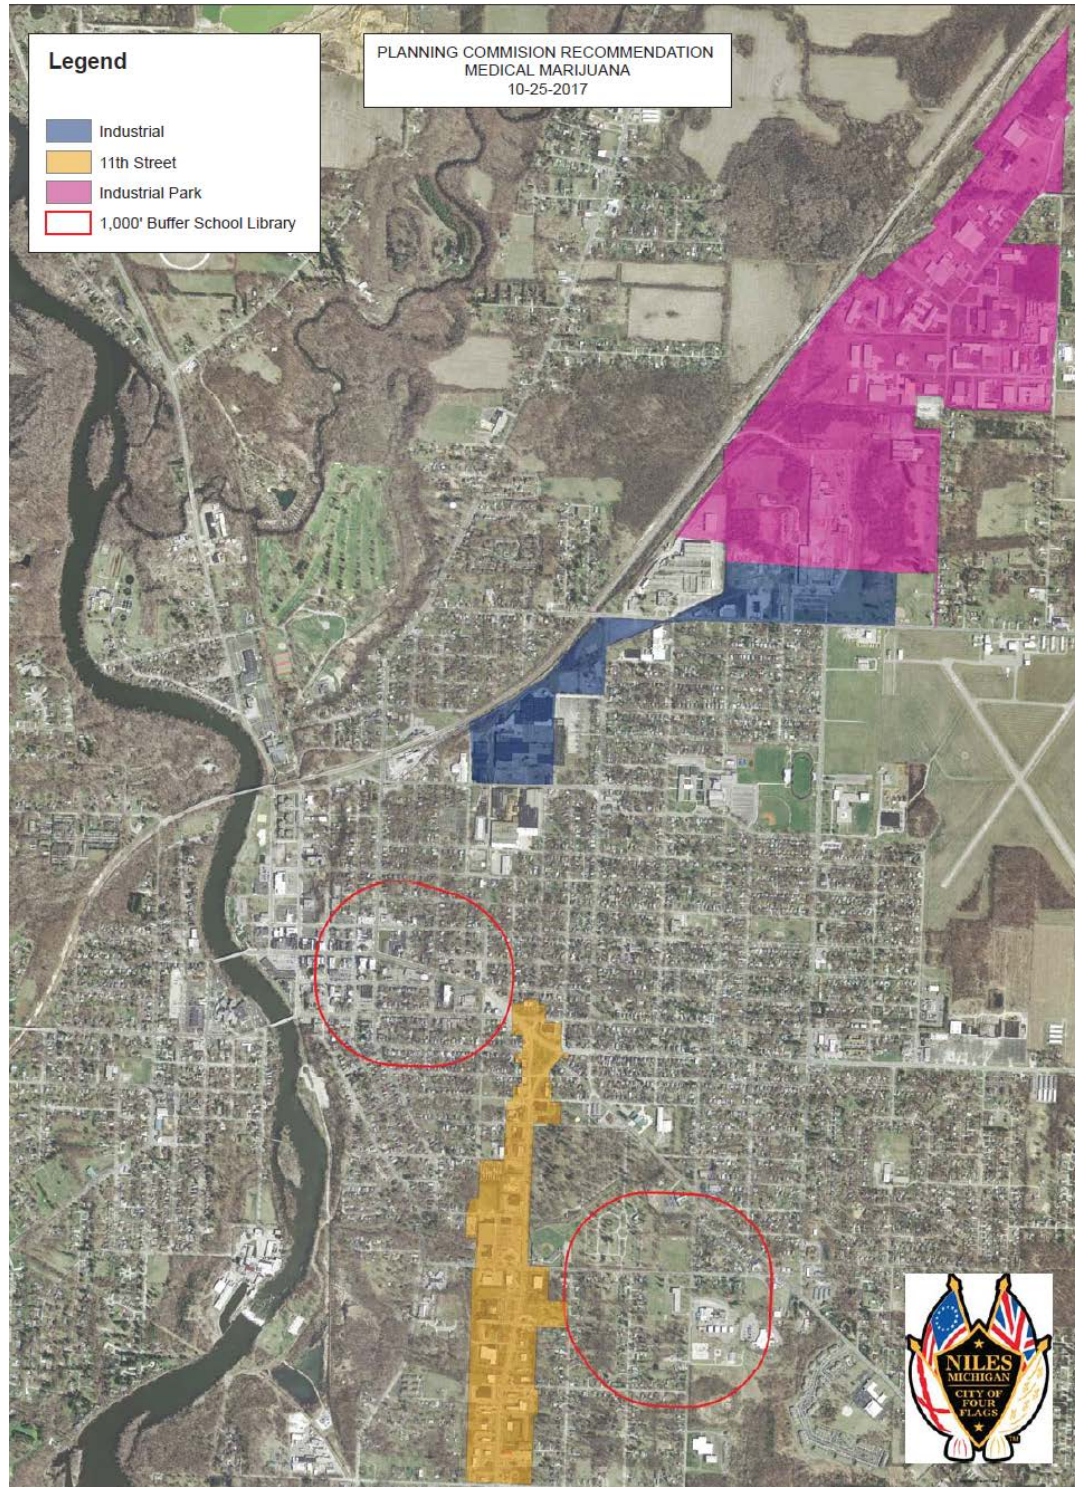 Legend
Industrial
11th Street
Industrial Park
1,000' Buffer School Library
PLANNING COMMISION RECOMMENDATION
MEDICAL MARIJUANA
10-25-2017
NILES
MICHIGAN
CITY OF
FOUR
FLAGS
TM